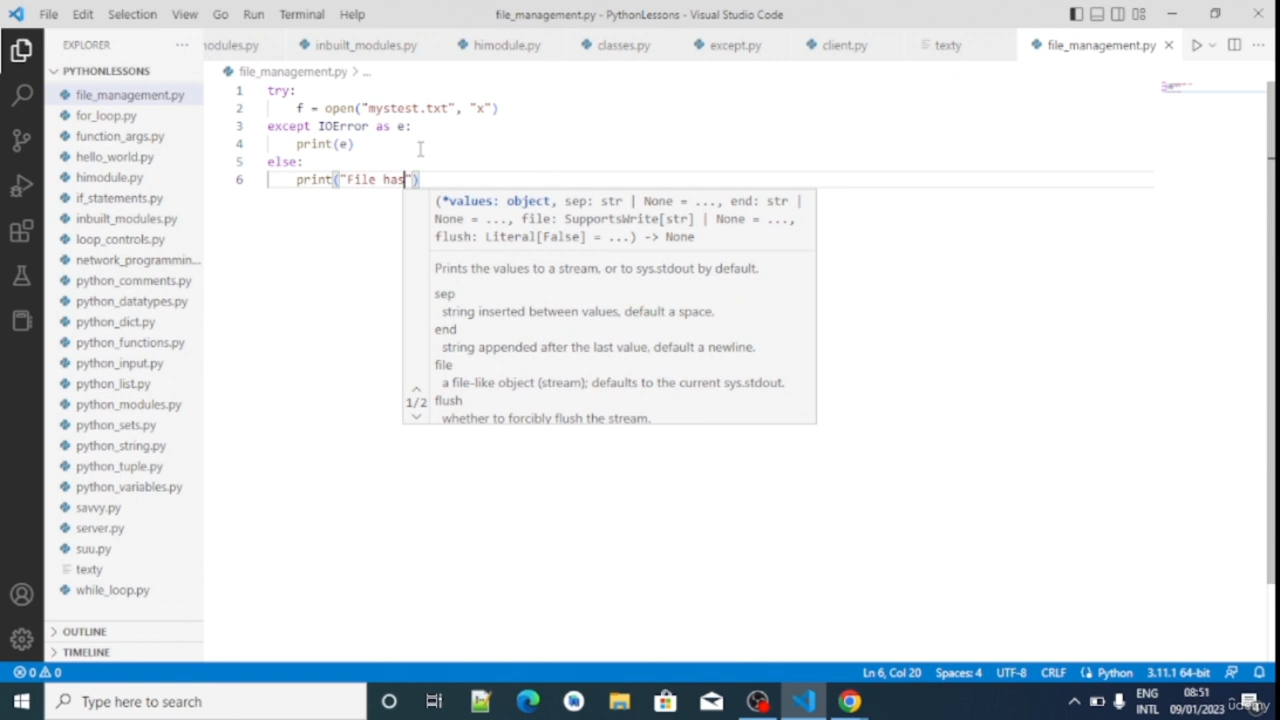 File Edit Selection View Go Run Terminal Help
file_management.py - PythonLessons - Visual Studio Code
EXPLORER
nodules.py inbuilt_modules.py himodule.py classes.py except.py client.py texty file_management.py
PYTHONLESSONS
file_management.py > ...
file_management.py
for_loop.py
function_args.py
hello_world.py
himodule.py
if_statements.py
inbuilt_modules.py
loop_controls.py
network_programmin...
python_comments.py
python_datatypes.py
python_dict.py
python_functions.py
python_input.py
python_list.py
python_modules.py
python_sets.py
python_string.py
python_tuple.py
python_variables.py
savvy.py
server.py
suu.py
texty
while_loop.py
OUTLINE
TIMELINE
1 try:
2 f = open("mystest.txt", "x")
3 except IOError as e:
4 print(e)
5 else:
6 print("File has")
(*values: object, sep: str | None = ..., end: str |
None = ..., file: SupportsWrite[str] | None = ...,
flush: Literal[False] = ...) -> None
Prints the values to a stream, or to sys.stdout by default.
sep
string inserted between values, default a space.
end
string appended after the last value, default a newline.
file
a file-like object (stream); defaults to the current sys.stdout.
1/2
flush
whether to forcibly flush the stream.
0 0
Ln 6, Col 20 Spaces: 4 UTF-8 CRLF Python 3.11.1 64-bit
Type here to search
ENG
INTL
08:51
09/01/2023
udemy